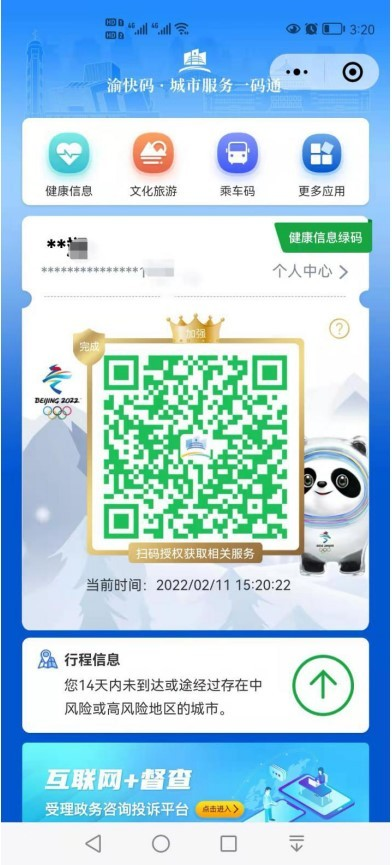 3:20
渝快码·城市服务一码通
健康信息
文化旅游
乘车码
更多应用
健康信息绿码
**
***************1
个人中心
加强
完成
BEIJING 2022
扫码授权获取相关服务
当前时间：2022/02/11 15:20:22
行程信息
您14天内未到达或途经过存在中
风险或高风险地区的城市。
互联网+督查
受理政务咨询投诉平台
点击进入